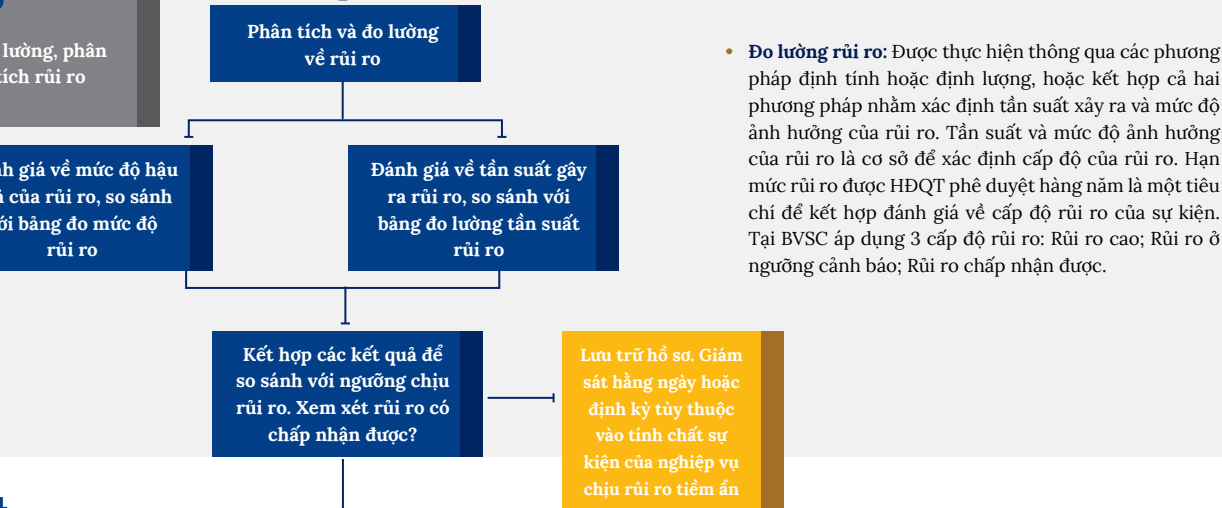 lường, phân
tích rủi ro
Phân tích và đo lường
về rủi ro
giá về mức độ hậu
của rủi ro, so sánh
bảng đo mức độ
rủi ro
Đánh giá về tần suất gây
ra rủi ro, so sánh với
bảng đo lường tần suất
rủi ro
Kết hợp các kết quả để
so sánh với ngưỡng chịu
rủi ro. Xem xét rủi ro có
chấp nhận được?
Lưu trữ hồ sơ. Giám
sát hằng ngày hoặc
định kỳ tùy thuộc
vào tính chất sự
kiện của nghiệp vụ
chịu rủi ro tiềm ẩn
• Đo lường rủi ro: Được thực hiện thông qua các phương
pháp định tính hoặc định lượng, hoặc kết hợp cả hai
phương pháp nhằm xác định tần suất xảy ra và mức độ
ảnh hưởng của rủi ro. Tần suất và mức độ ảnh hưởng
của rủi ro là cơ sở để xác định cấp độ của rủi ro. Hạn
mức rủi ro được HĐQT phê duyệt hàng năm là một tiêu
chí để kết hợp đánh giá về cấp độ rủi ro của sự kiện.
Tại BVSC áp dụng 3 cấp độ rủi ro: Rủi ro cao; Rủi ro ở
ngưỡng cảnh báo; Rủi ro chấp nhận được.